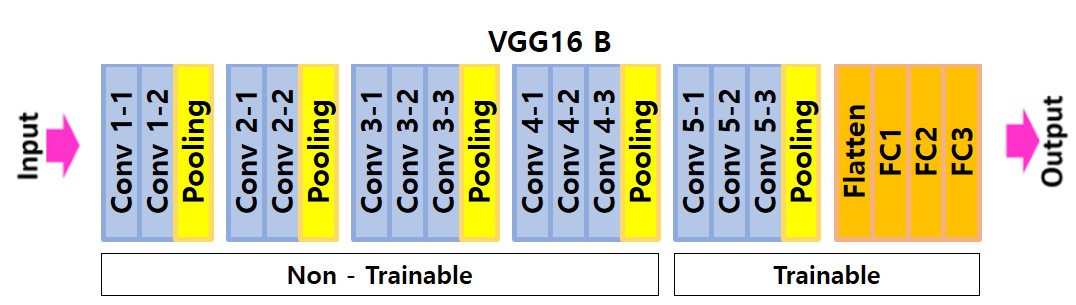 VGG16 B
Input
Conv 1-1
Conv 1-2
Pooling
Conv 2-1
Conv 2-2
Pooling
Conv 3-1
Conv 3-2
Conv 3-3
Pooling
Conv 4-1
Conv 4-2
Conv 4-3
Pooling
Conv 5-1
Conv 5-2
Conv 5-3
Pooling
Flatten
FC1
FC2
FC3
Output
Non - Trainable
Trainable